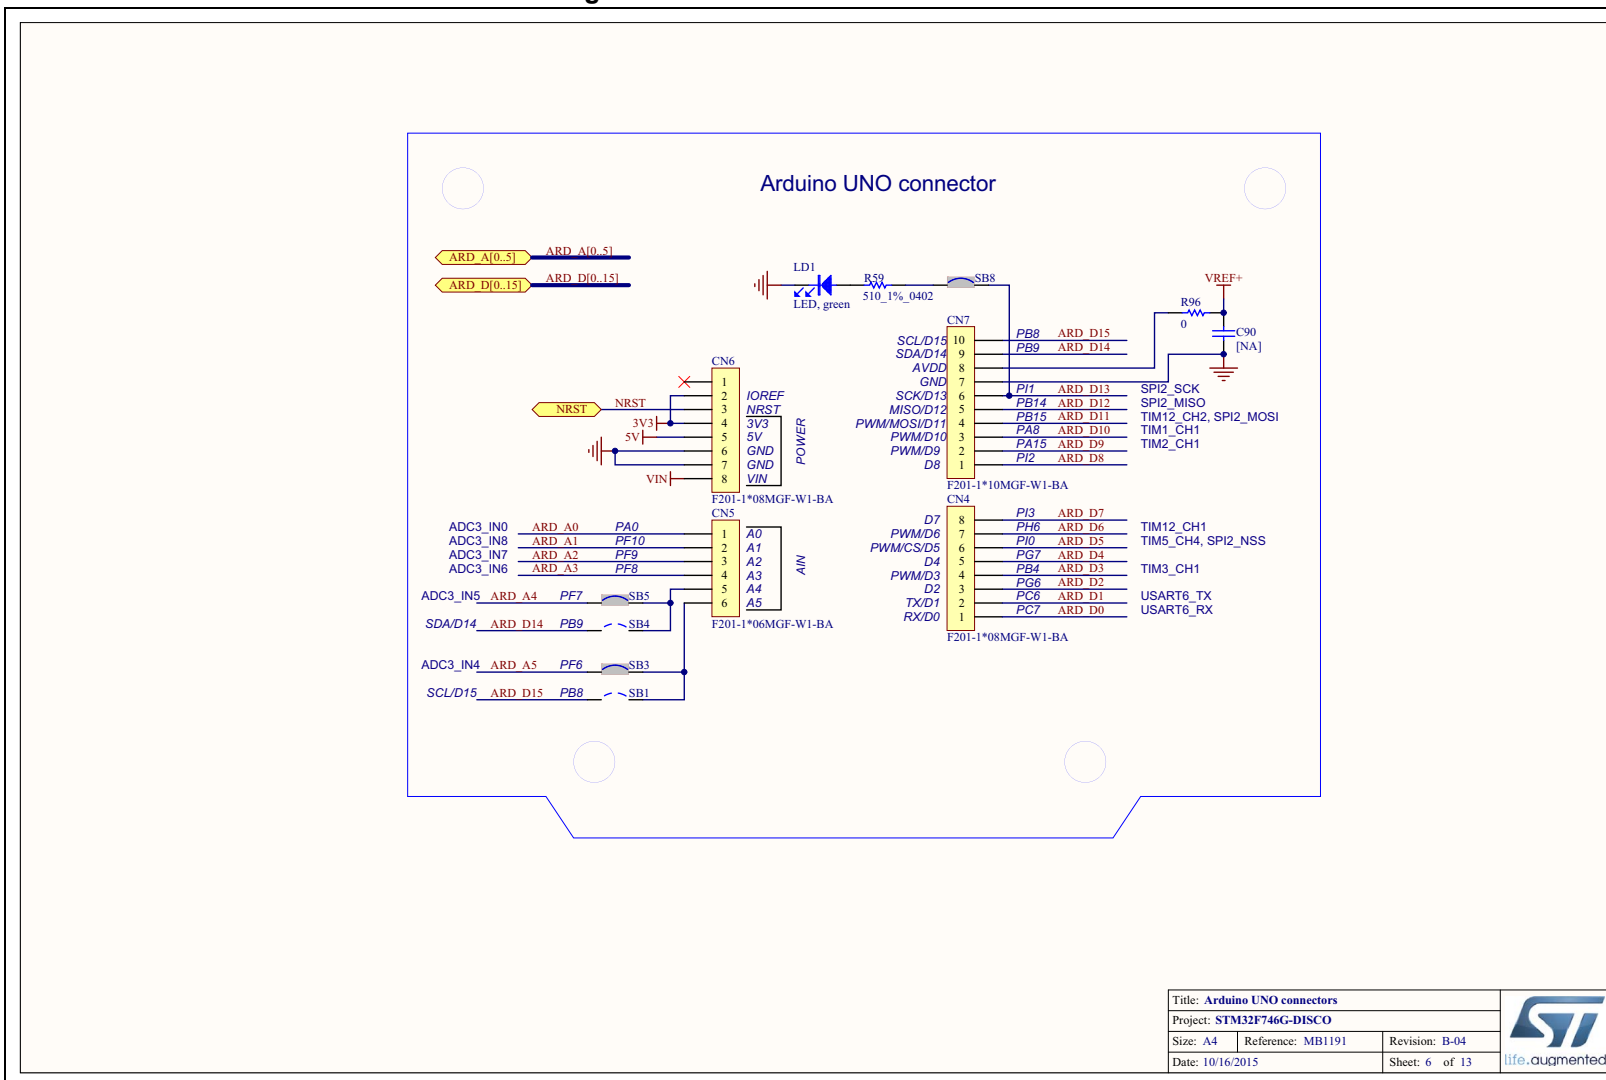 Arduino UNO connector
ARD_A[0..5] ARD_A[0..5]
ARD_D[0..15] ARD_D[0..15]
LD1
LED, green
R59
510_1%_0402
SB8
VREF+
R96
0
C90
[NA]
CN7
SCL/D15 10 PB8 ARD_D15
SDA/D14 9 PB9 ARD_D14
AVDD 8
GND 7
SCK/D13 6 PI1 ARD_D13 SPI2_SCK
MISO/D12 5 PB14 ARD_D12 SPI2_MISO
PWM/MOSI/D11 4 PB15 ARD_D11 TIM12_CH2, SPI2_MOSI
PWM/D10 3 PA8 ARD_D10 TIM1_CH1
PWM/D9 2 PA15 ARD_D9 TIM2_CH1
D8 1 PI2 ARD_D8
F201-1*10MGF-W1-BA
CN6
1
2 IOREF
NRST NRST 3 NRST
3V3 4 3V3
5V 5 5V
6 GND
7 GND
VIN 8 VIN
POWER
F201-1*08MGF-W1-BA
CN5
ADC3_IN0 ARD_A0 PA0 1 A0
ADC3_IN8 ARD_A1 PF10 2 A1
ADC3_IN7 ARD_A2 PF9 3 A2
ADC3_IN6 ARD_A3 PF8 4 A3
5 A4
6 A5
AIN
F201-1*06MGF-W1-BA
ADC3_IN5 ARD_A4 PF7 SB5
SDA/D14 ARD_D14 PB9 SB4
ADC3_IN4 ARD_A5 PF6 SB3
SCL/D15 ARD_D15 PB8 SB1
CN4
D7 8 PI3 ARD_D7
PWM/D6 7 PH6 ARD_D6 TIM12_CH1
PWM/CS/D5 6 PI0 ARD_D5 TIM5_CH4, SPI2_NSS
D4 5 PG7 ARD_D4
PWM/D3 4 PB4 ARD_D3 TIM3_CH1
D2 3 PG6 ARD_D2
TX/D1 2 PC6 ARD_D1 USART6_TX
RX/D0 1 PC7 ARD_D0 USART6_RX
F201-1*08MGF-W1-BA
Title: Arduino UNO connectors
Project: STM32F746G-DISCO
Size: A4 Reference: MB1191 Revision: B-04
Date: 10/16/2015 Sheet: 6 of 13
ST
life.augmented